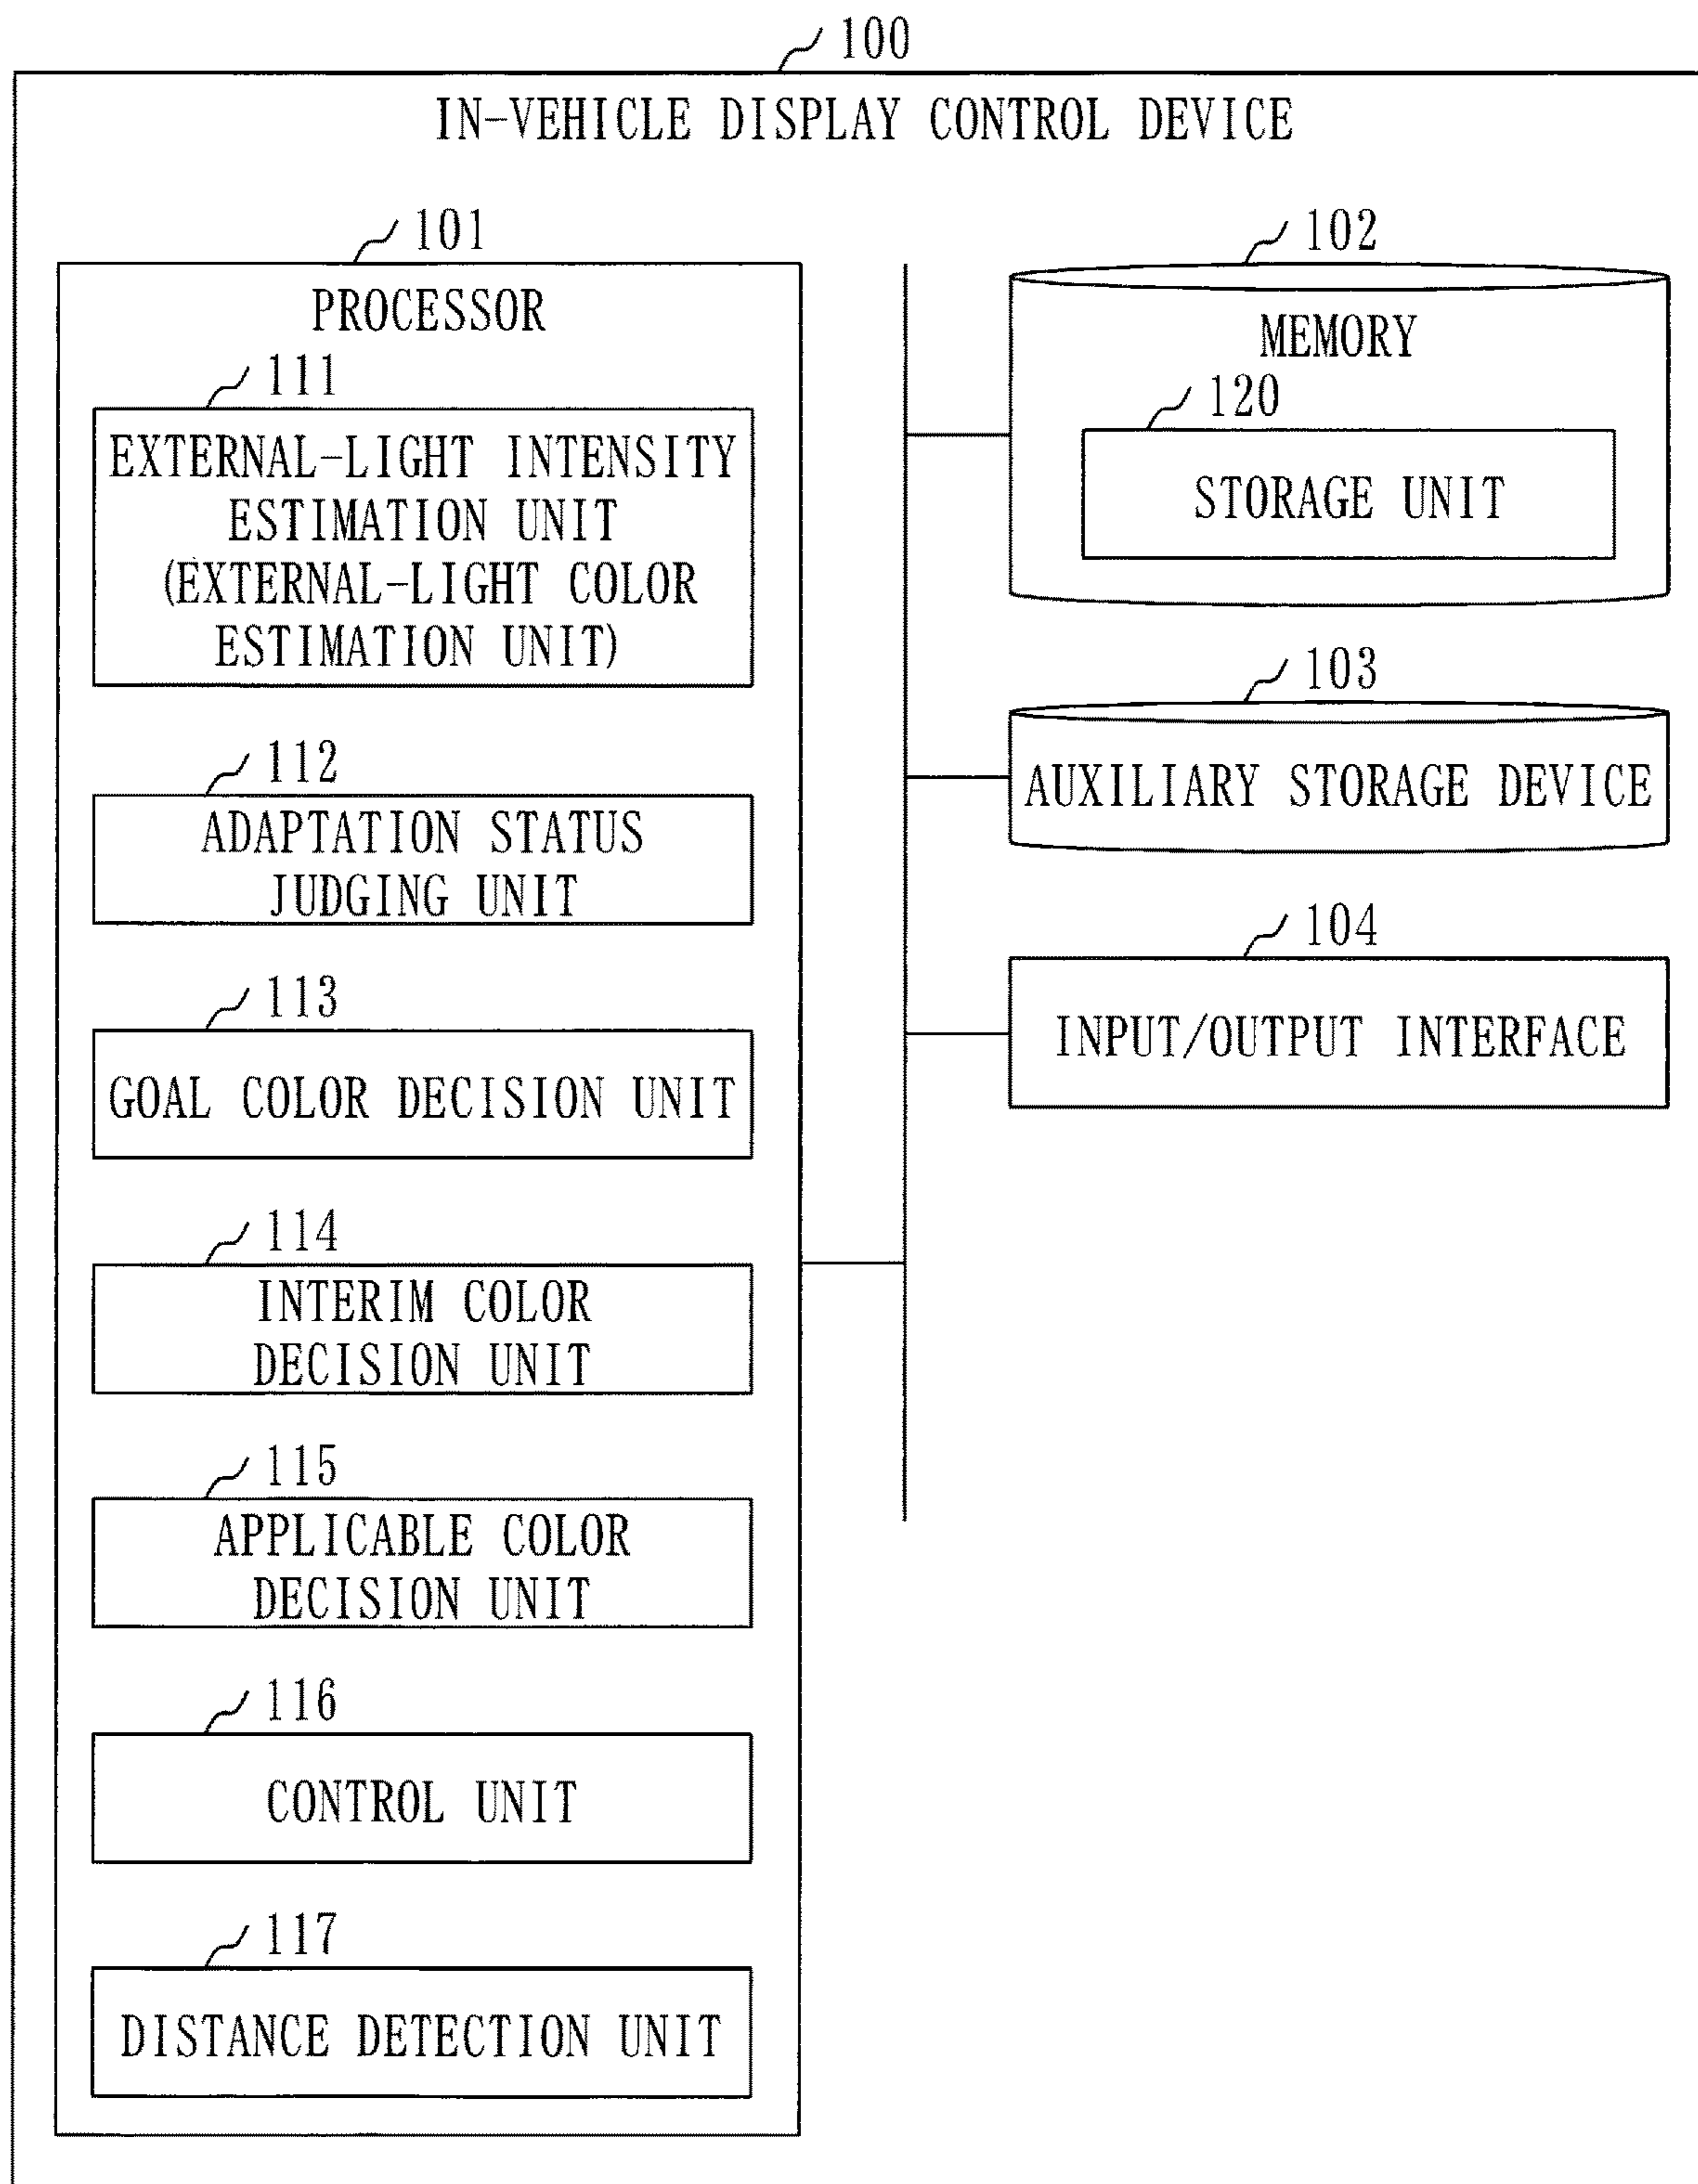 100
IN-VEHICLE DISPLAY CONTROL DEVICE
101
PROCESSOR
111
EXTERNAL-LIGHT INTENSITY
ESTIMATION UNIT
(EXTERNAL-LIGHT COLOR
ESTIMATION UNIT)
112
ADAPTATION STATUS
JUDGING UNIT
113
GOAL COLOR DECISION UNIT
114
INTERIM COLOR
DECISION UNIT
115
APPLICABLE COLOR
DECISION UNIT
116
CONTROL UNIT
117
DISTANCE DETECTION UNIT
102
MEMORY
120
STORAGE UNIT
103
AUXILIARY STORAGE DEVICE
104
INPUT/OUTPUT INTERFACE